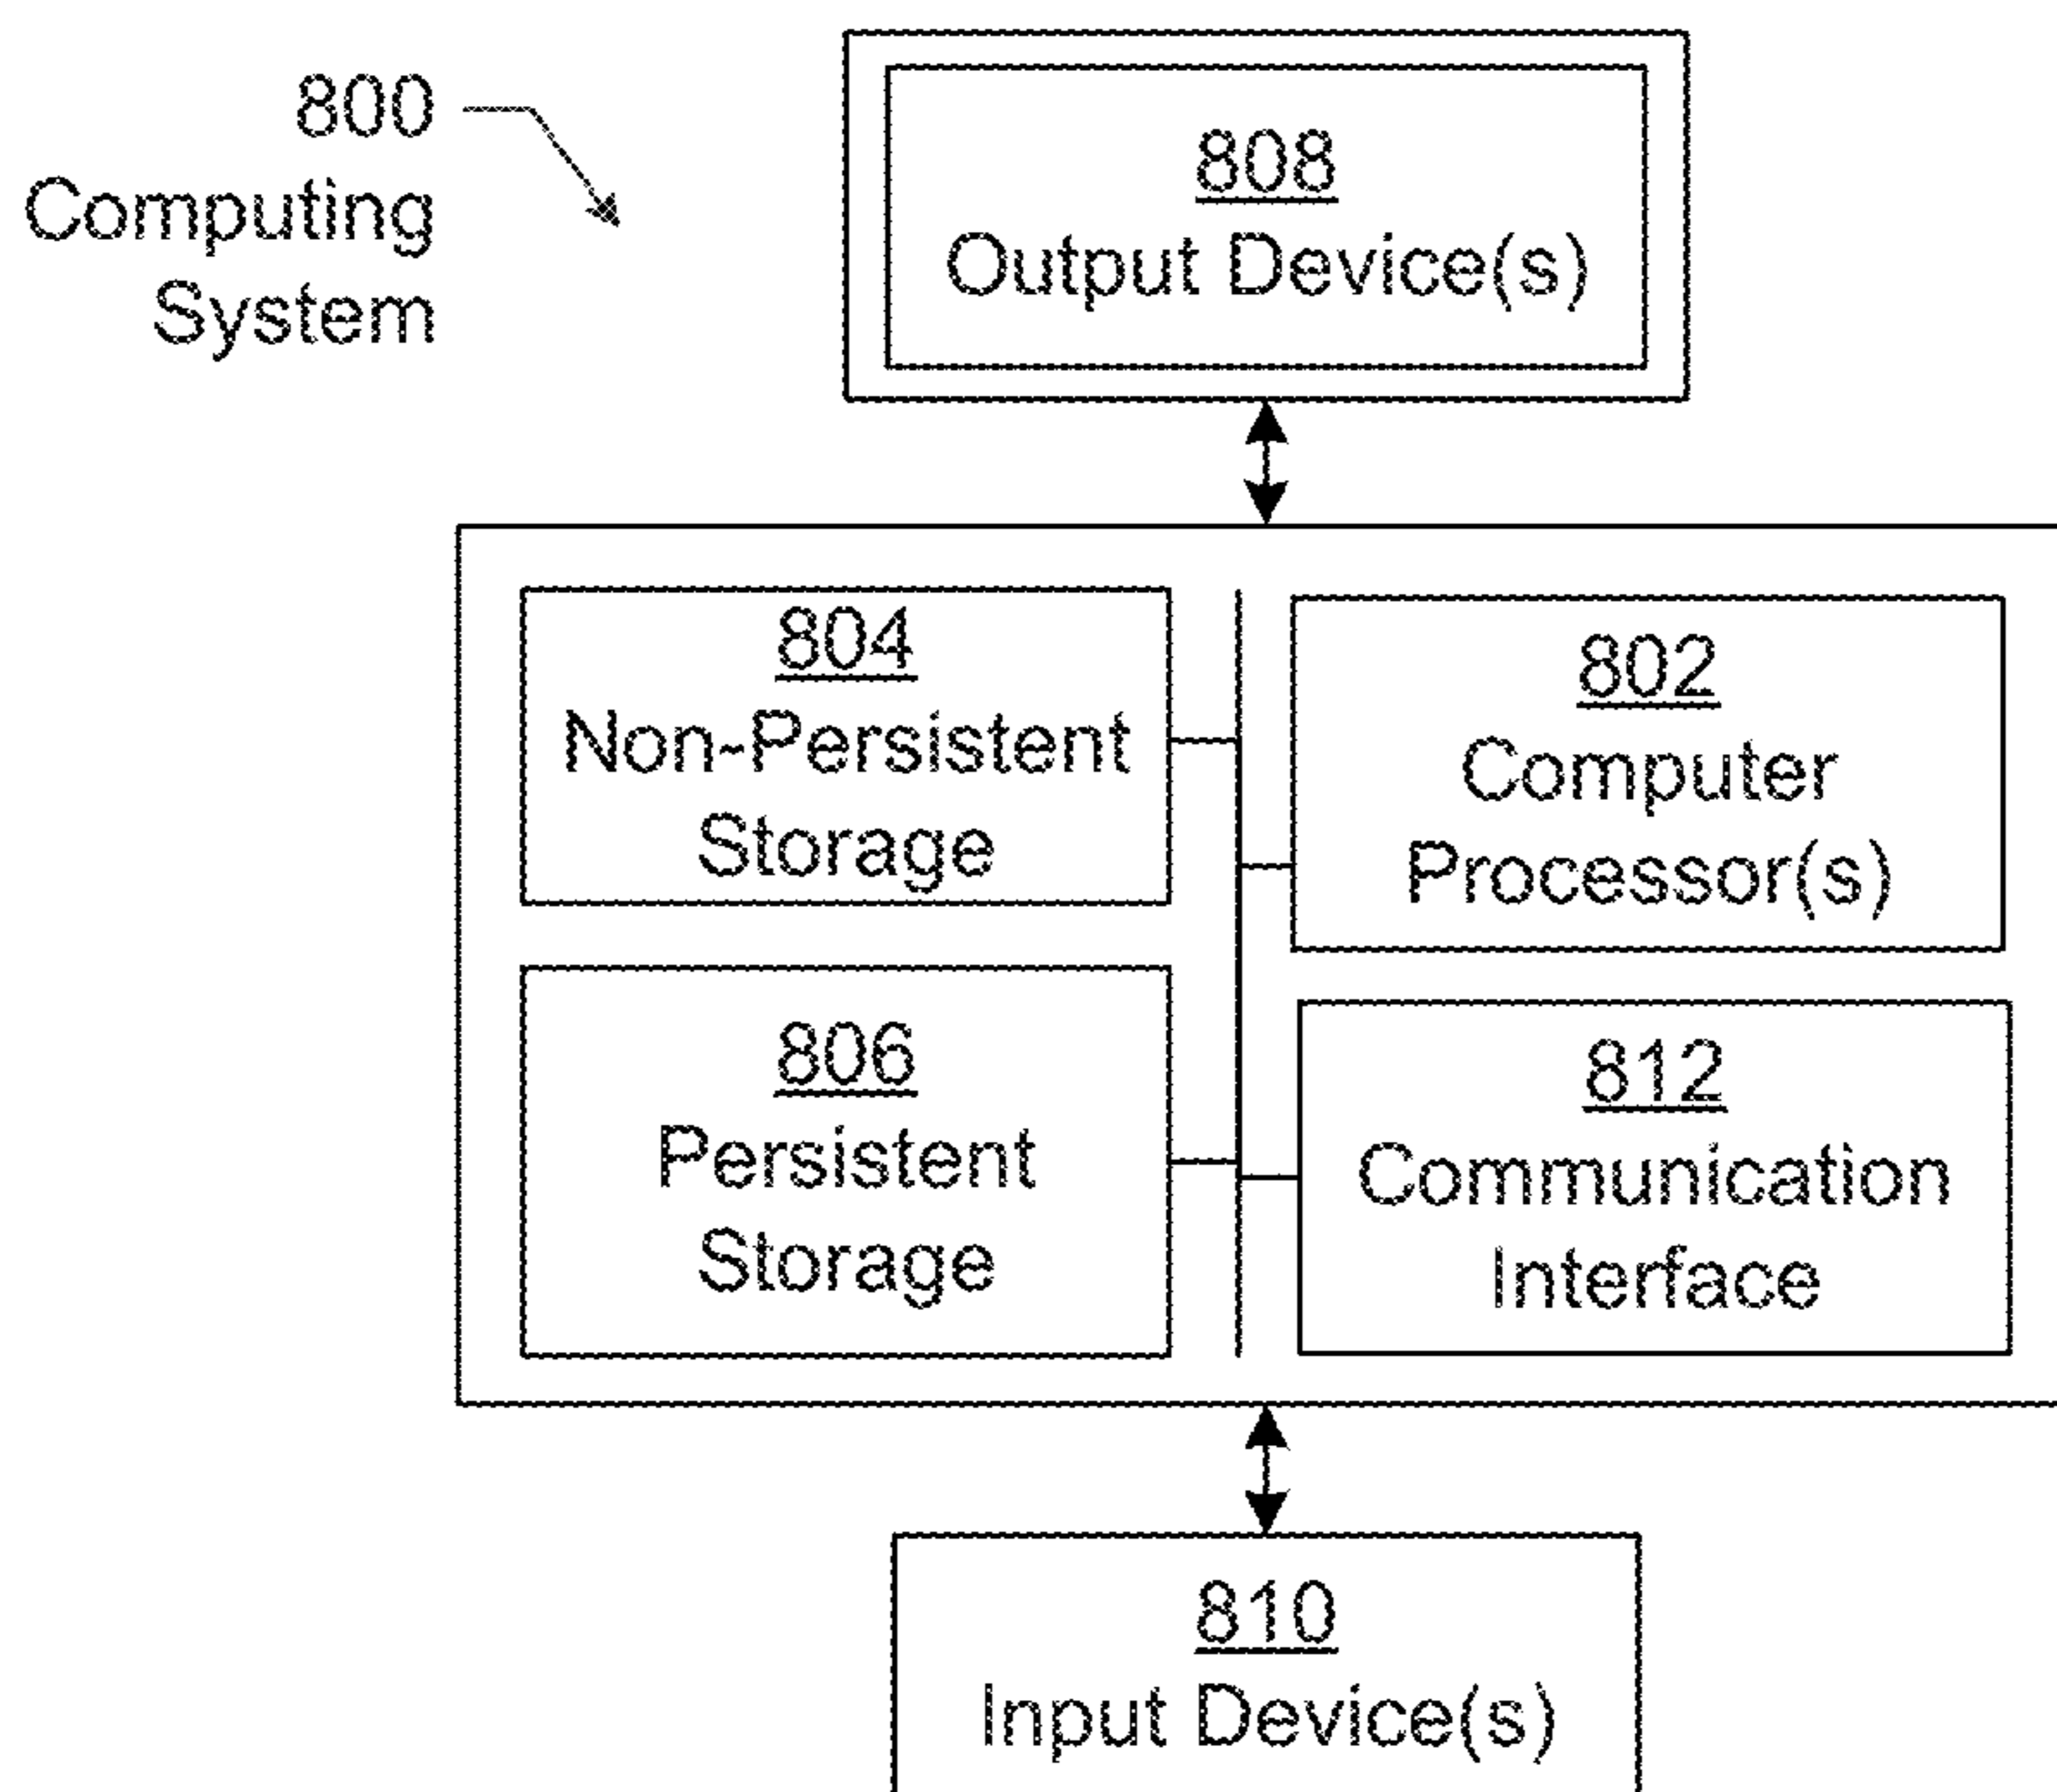 800
Computing
System
808
Output Device(s)
804
Non-Persistent
Storage
802
Computer
Processor(s)
806
Persistent
Storage
812
Communication
Interface
810
Input Device(s)